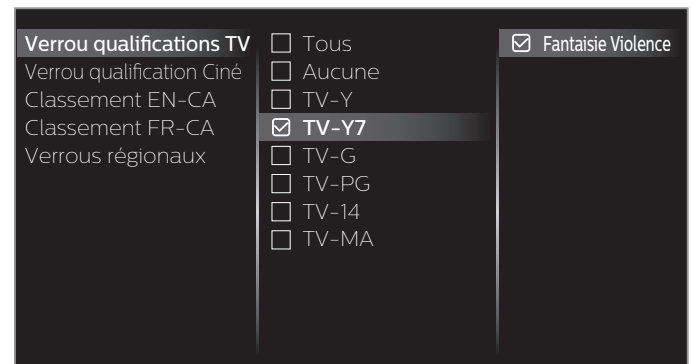 Verrou qualifications TV
Verrou qualification Ciné
Classement EN-CA
Classement FR-CA
Verrous régionaux
Tous
Aucune
TV-Y
TV-Y7
TV-G
TV-PG
TV-14
TV-MA
Fantaisie Violence